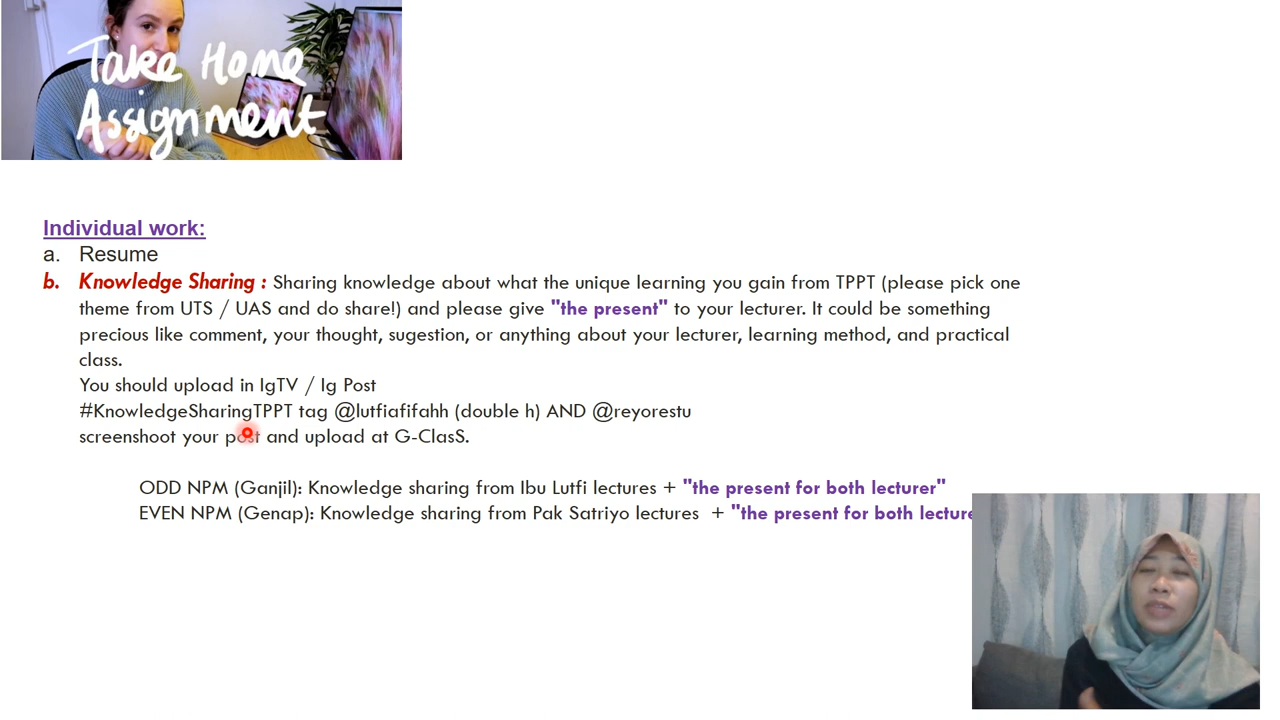 Take Home
Assignment
Individual work:
a. Resume
b. Knowledge Sharing : Sharing knowledge about what the unique learning you gain from TPPT (please pick one
theme from UTS / UAS and do share!) and please give "the present" to your lecturer. It could be something
precious like comment, your thought, sugestion, or anything about your lecturer, learning method, and practical
class.
You should upload in IgTV / Ig Post
#KnowledgeSharingTPPT tag @lutfiafifahh (double h) AND @reyorestu
screenshoot your post and upload at G-ClasS.
ODD NPM (Ganjil): Knowledge sharing from Ibu Lutfi lectures + "the present for both lecturer"
EVEN NPM (Genap): Knowledge sharing from Pak Satriyo lectures + "the present for both lecture